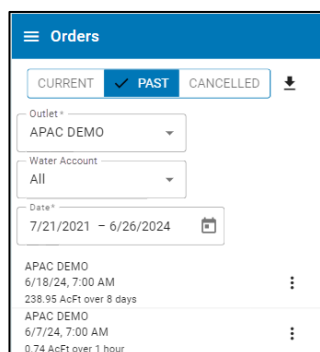 Orders
CURRENT PAST CANCELLED
Outlet*
APAC DEMO
Water Account
All
Date*
7/21/2021 – 6/26/2024
APAC DEMO
6/18/24, 7:00 AM
238.95 AcFt over 8 days
APAC DEMO
6/7/24, 7:00 AM
0.74 AcFt over 1 hour